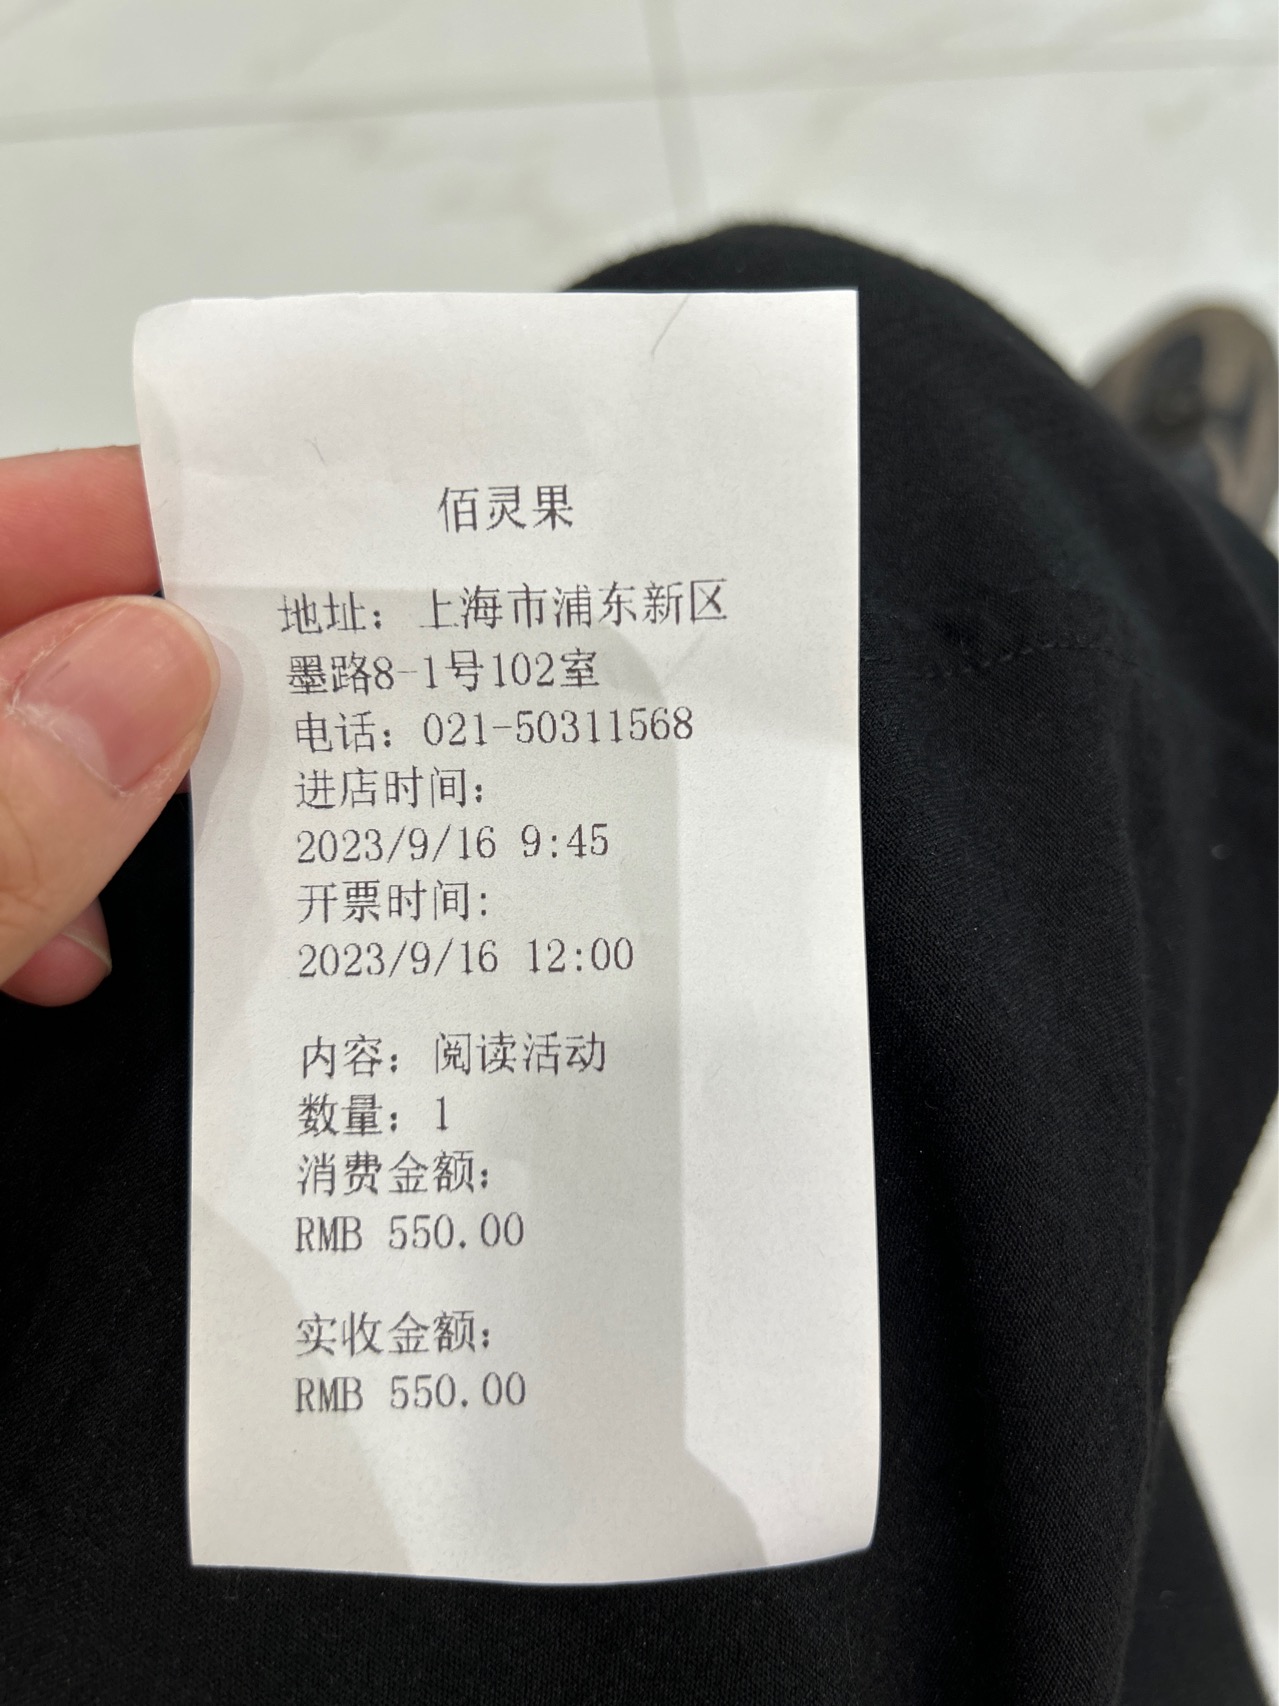 佰灵果
地址：上海市浦东新区
墨路8-1号102室
电话：021-50311568
进店时间：
2023/9/16 9:45
开票时间：
2023/9/16 12:00
内容：阅读活动
数量：1
消费金额：
RMB 550.00
实收金额：
RMB 550.00